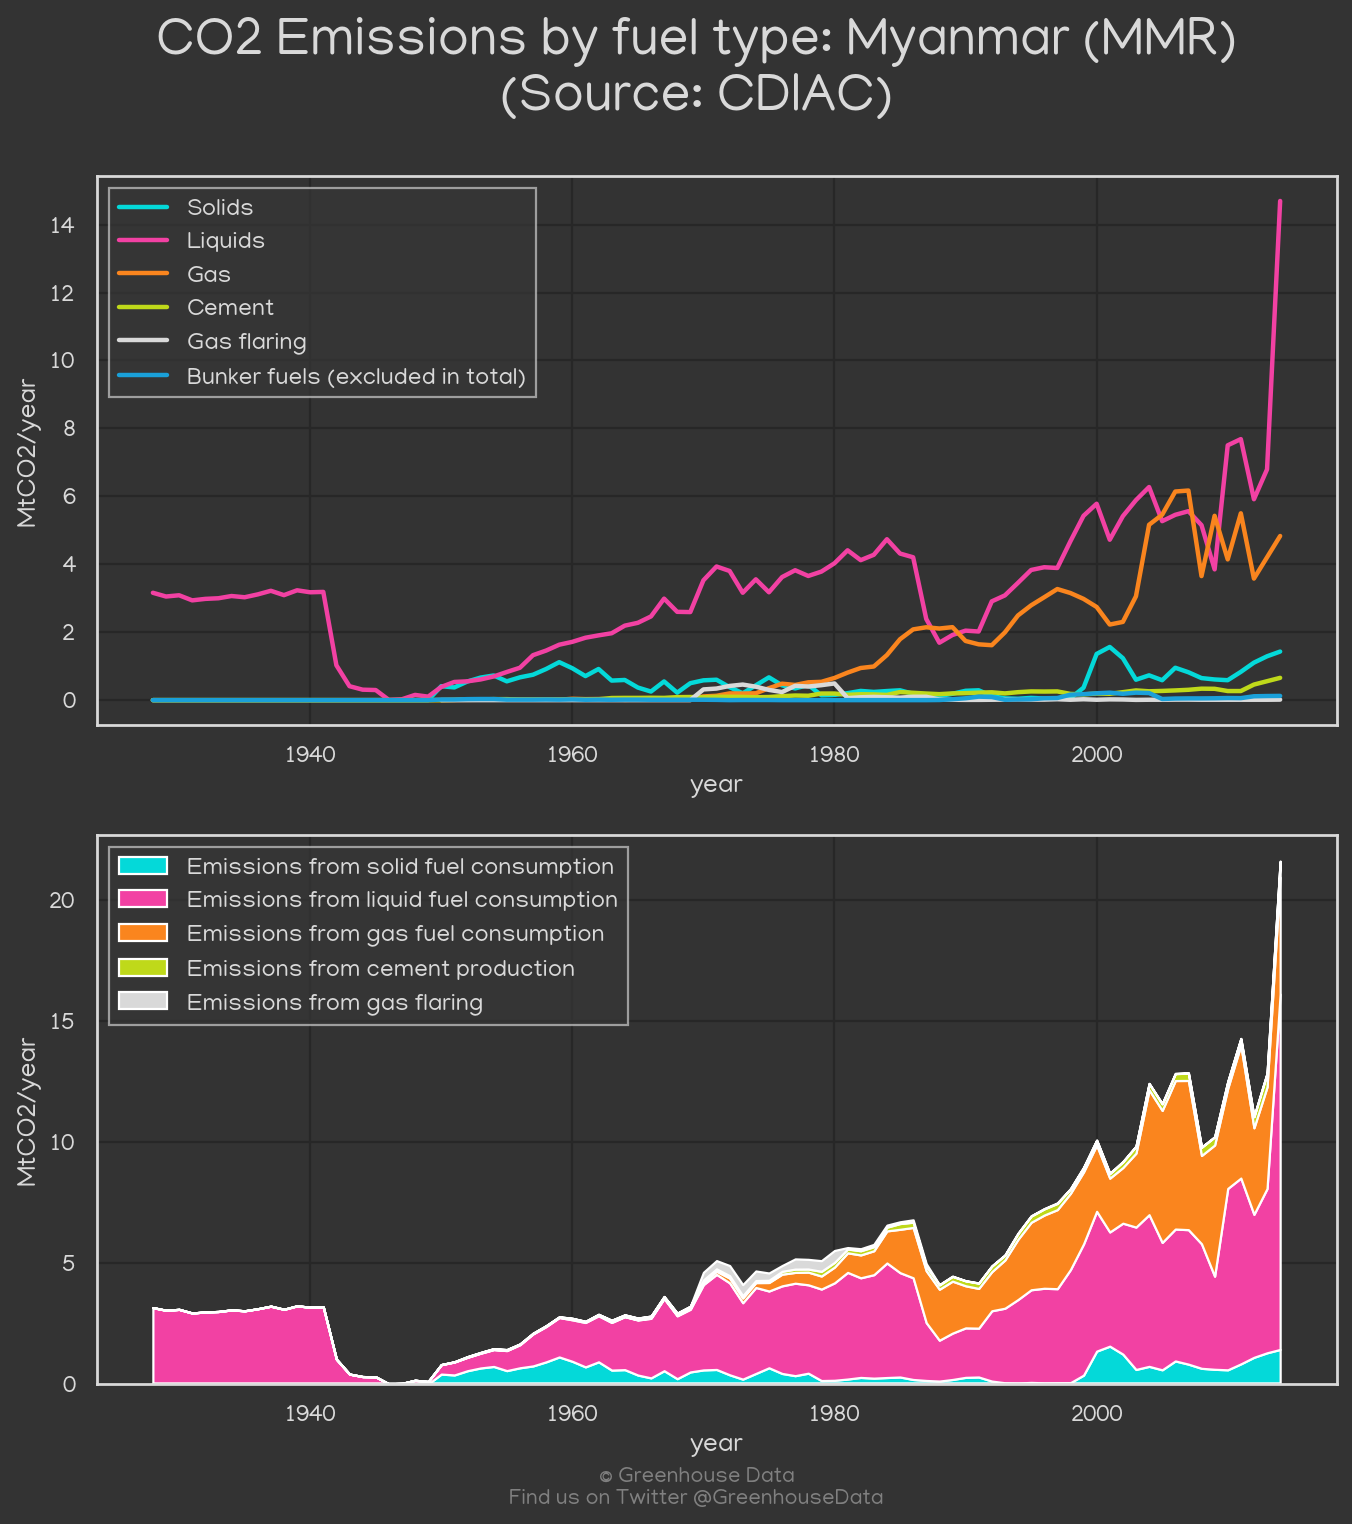 CO2 Emissions by fuel type: Myanmar (MMR)
(Source: CDIAC)
Solids
Liquids
Gas
Cement
Gas flaring
Bunker fuels (excluded in total)
14
12
10
8
6
4
2
0
MtCO2/year
1940
1960
1980
2000
year
Emissions from solid fuel consumption
Emissions from liquid fuel consumption
Emissions from gas fuel consumption
Emissions from cement production
Emissions from gas flaring
20
15
10
5
0
MtCO2/year
1940
1960
1980
2000
year
© Greenhouse Data
Find us on Twitter @GreenhouseData